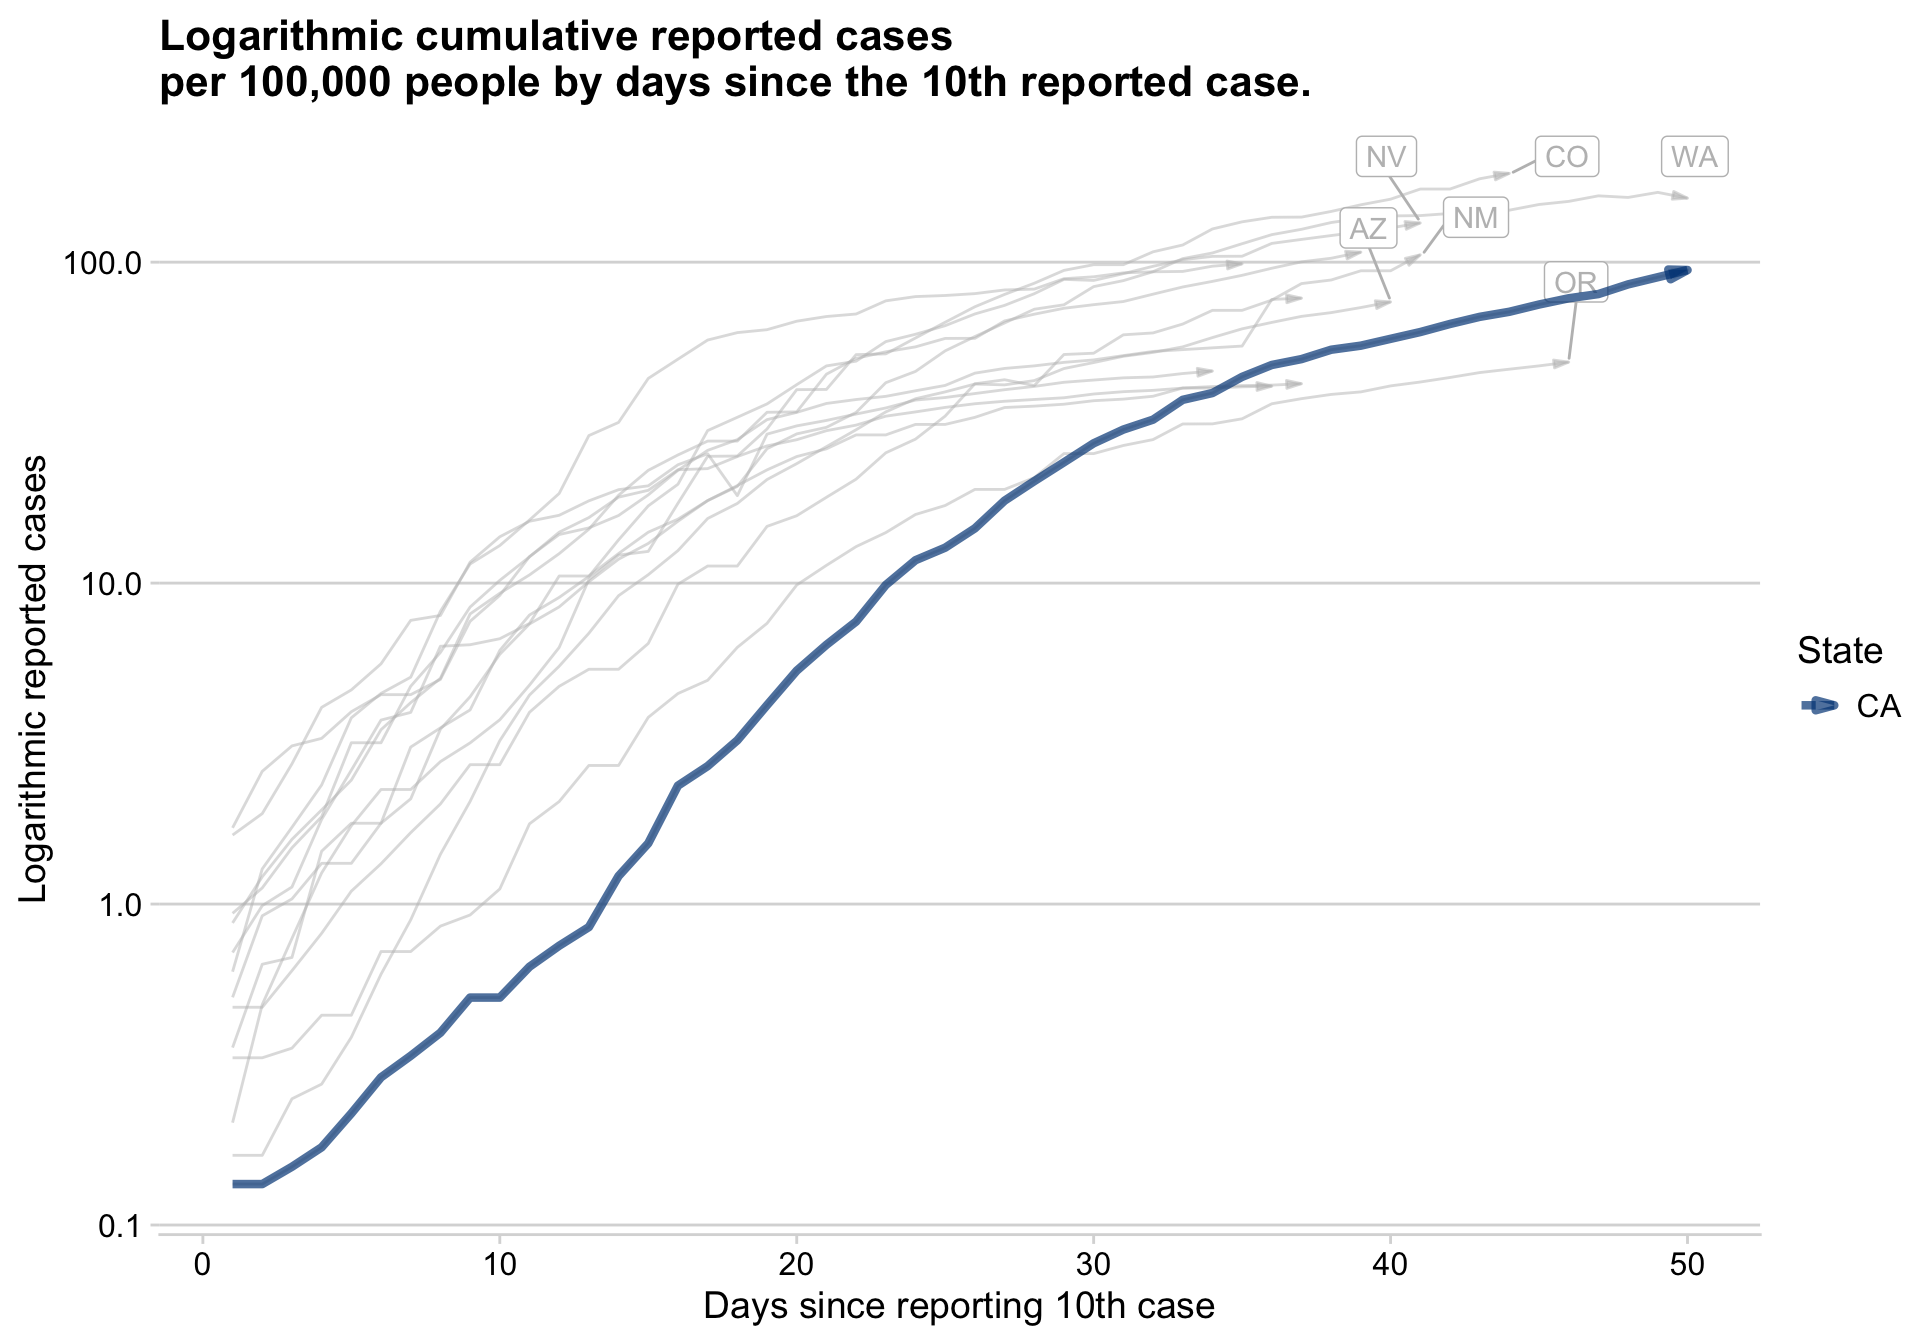 Logarithmic cumulative reported cases
per 100,000 people by days since the 10th reported case.
NV
CO
WA
AZ
NM
OR
100.0
10.0
1.0
0.1
Logarithmic reported cases
State
CA
0
10
20
30
40
50
Days since reporting 10th case